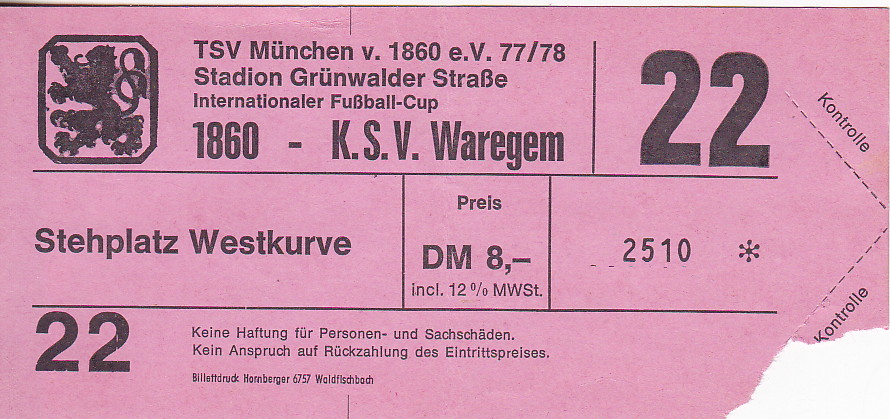 TSV München v. 1860 e.V. 77/78
Stadion Grünwalder Straße
Internationaler Fußball-Cup
1860 - K.S.V. Waregem
22
Kontrolle
Stehplatz Westkurve
Preis
DM 8,–
incl. 12 % MWSt.
2510 *
Kontrolle
22
Keine Haftung für Personen- und Sachschäden.
Kein Anspruch auf Rückzahlung des Eintrittspreises.
Billettdruck Hornberger 6757 Waldfischbach